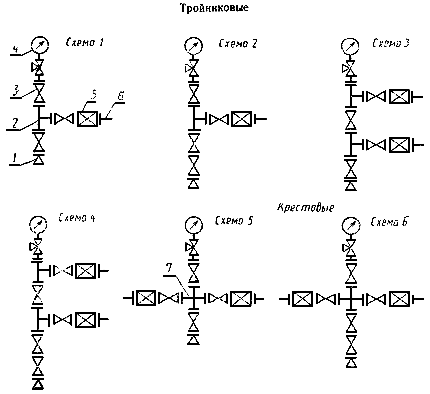 Тройниковые
Схема 1
Схема 2
Схема 3
4
3
2
1
5
6
Схема 4
Схема 5
Крестовые
Схема 6
7